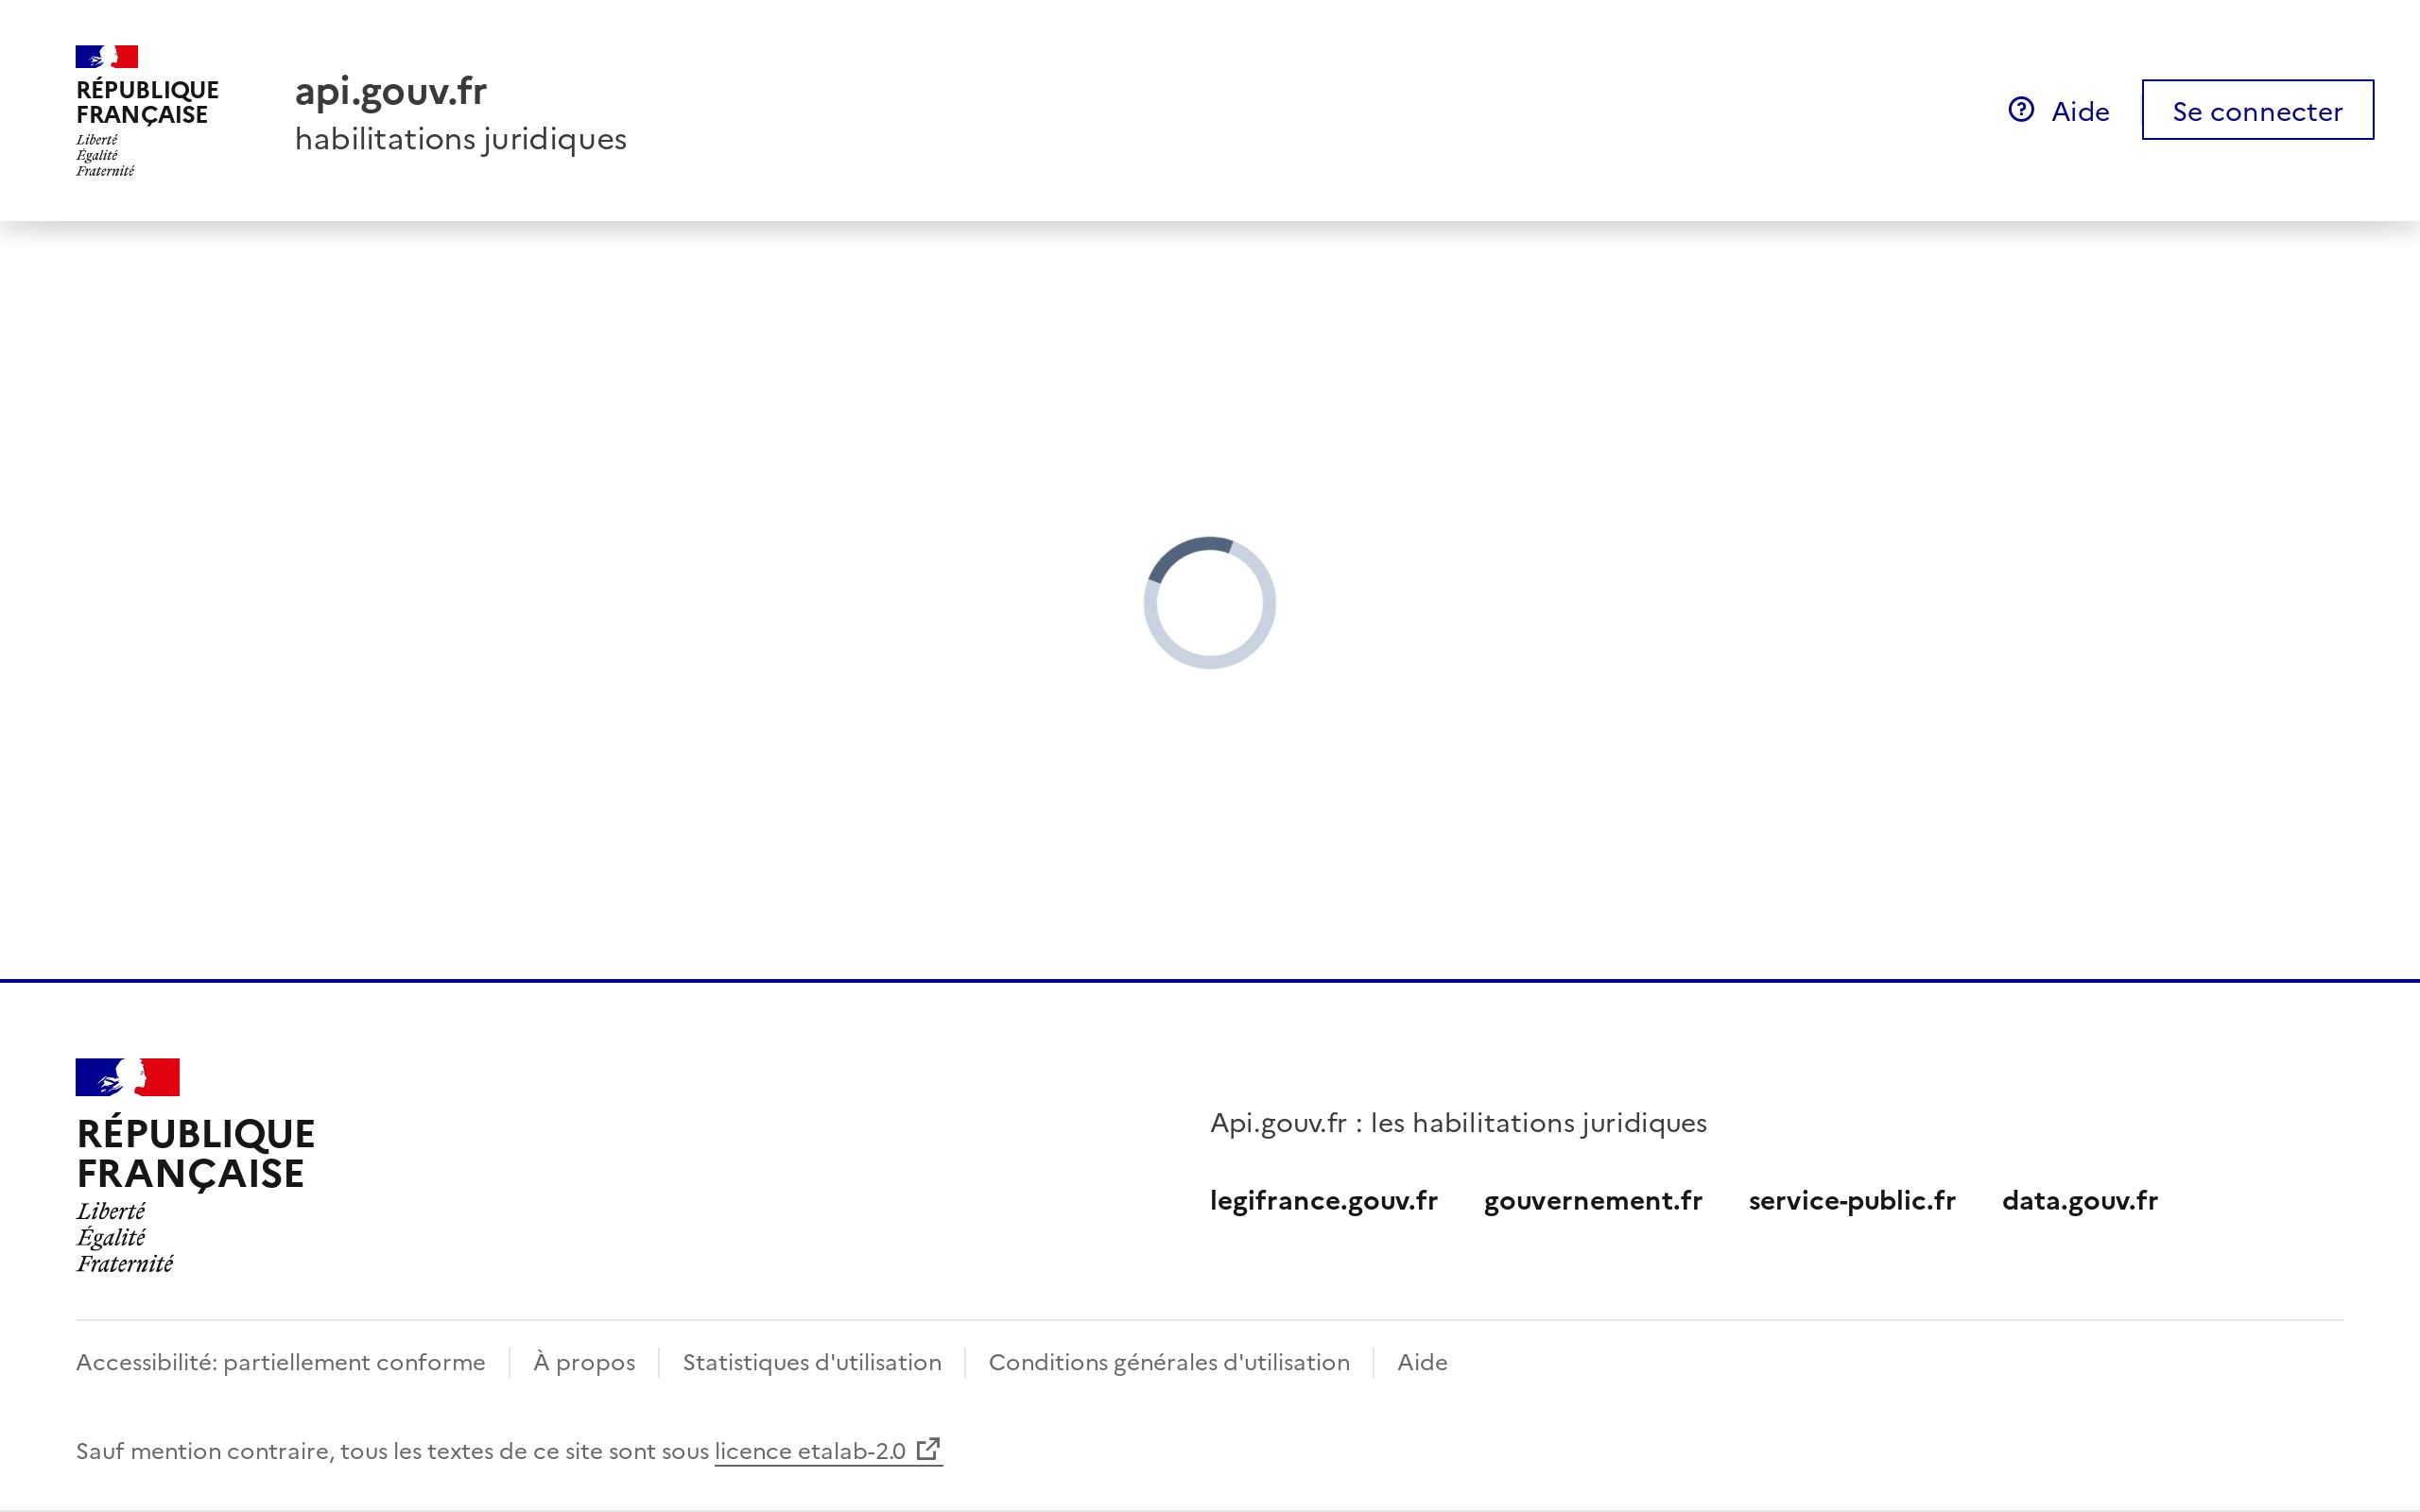 RÉPUBLIQUE
FRANÇAISE
Liberté
Égalité
Fraternité
api.gouv.fr
habilitations juridiques
Aide
Se connecter
RÉPUBLIQUE
FRANÇAISE
Liberté
Égalité
Fraternité
Api.gouv.fr : les habilitations juridiques
legifrance.gouv.fr gouvernement.fr service-public.fr data.gouv.fr
Accessibilité: partiellement conforme À propos Statistiques d'utilisation Conditions générales d'utilisation Aide
Sauf mention contraire, tous les textes de ce site sont sous licence etalab-2.0